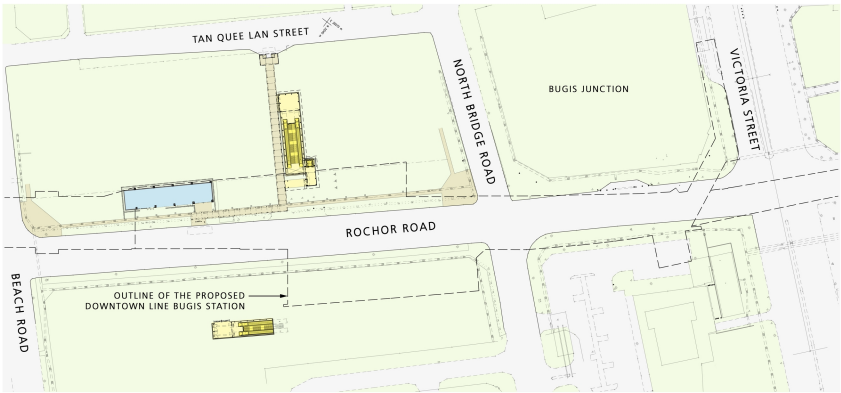 TAN QUEE LAN STREET
NORTH BRIDGE ROAD
BUGIS JUNCTION
VICTORIA STREET
ROCHOR ROAD
BEACH ROAD
OUTLINE OF THE PROPOSED
DOWNTOWN LINE BUGIS STATION